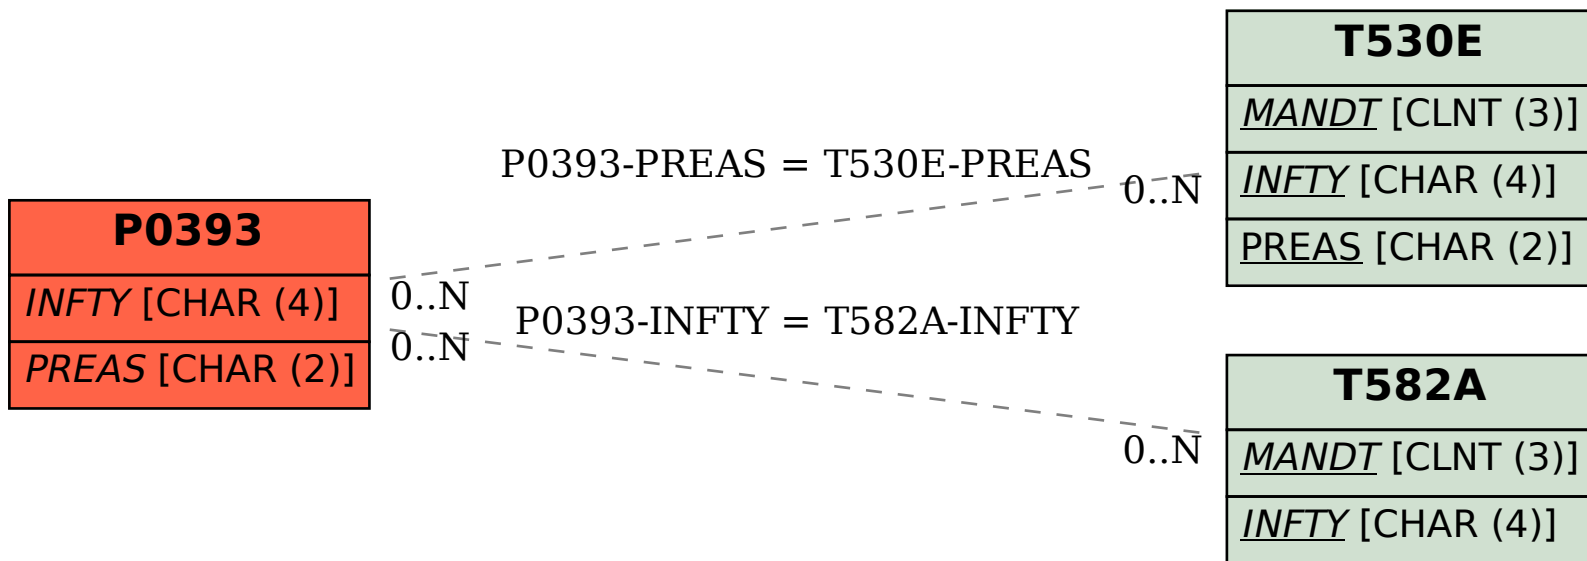 P0393
INFTY [CHAR (4)]
PREAS [CHAR (2)]
P0393-PREAS = T530E-PREAS
0..N
0..N
P0393-INFTY = T582A-INFTY
0..N
0..N
T530E
MANDT [CLNT (3)]
INFTY [CHAR (4)]
PREAS [CHAR (2)]
T582A
MANDT [CLNT (3)]
INFTY [CHAR (4)]